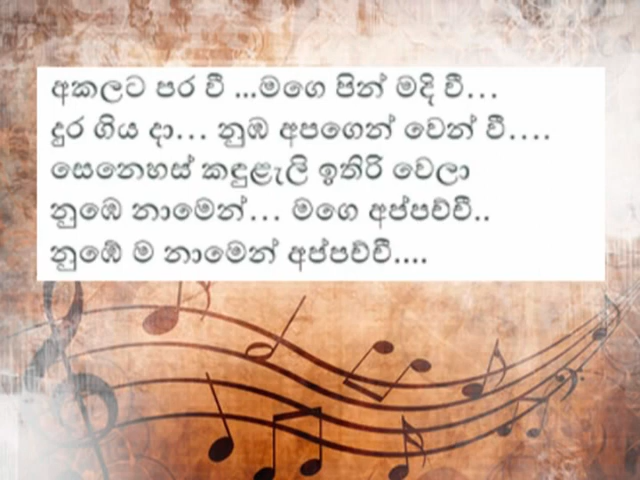 අකලට පර වී ...මගෙ පින් මදි වී...
දුර ගිය දා... නුඹ අපගෙන් වෙන් වී....
සෙනෙහස් කඳුළැලි ඉතිරි වෙලා
නුඹෙ නාමෙන්... මගෙ අප්පච්චී..
නුඹේ ම නාමෙන් අප්පච්චී....